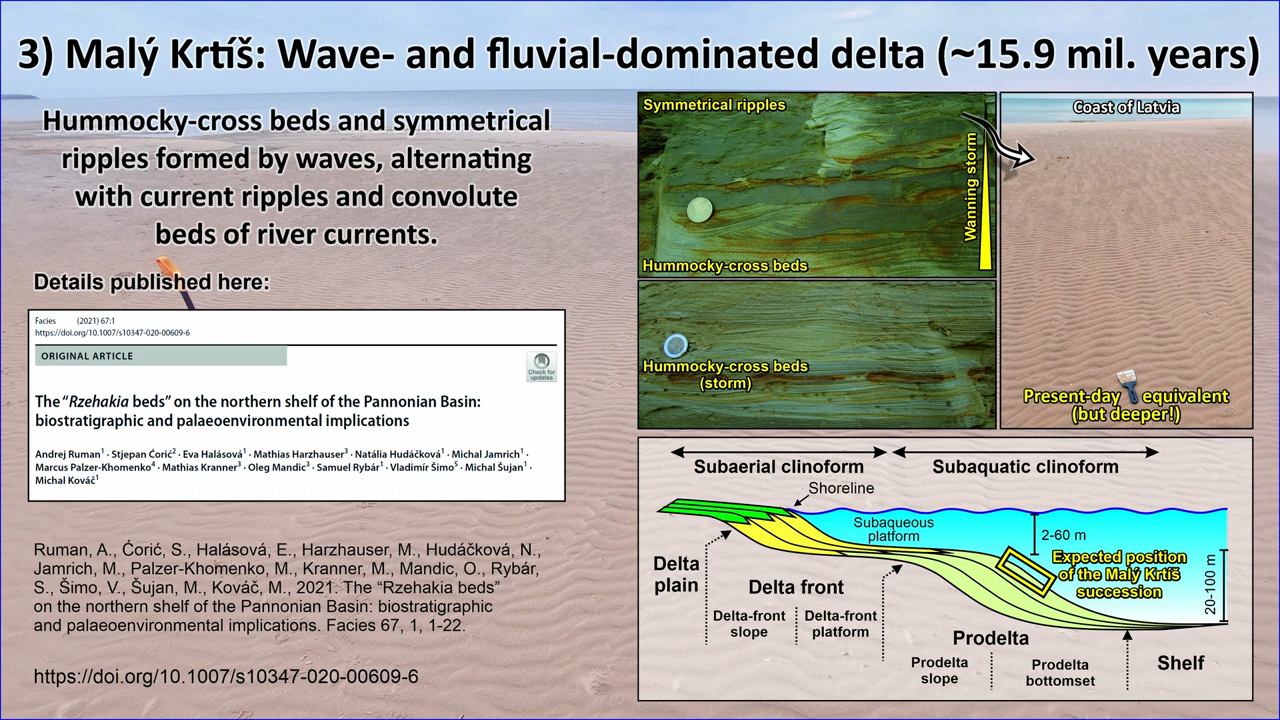 3) Malý Krtíš: Wave- and fluvial-dominated delta (~15.9 mil. years)
Hummocky-cross beds and symmetrical
ripples formed by waves, alternating
with current ripples and convolute
beds of river currents.
Details published here:
Facies (2021) 67:1
https://doi.org/10.1007/s10347-020-00609-6
ORIGINAL ARTICLE
Check for
updates
The “Rzehakia beds” on the northern shelf of the Pannonian Basin:
biostratigraphic and palaeoenvironmental implications
Andrej Ruman1 · Stjepan Ćorić2 · Eva Halásová1 · Mathias Harzhauser3 · Natália Hudáčková1 · Michal Jamrich1 ·
Marcus Palzer-Khomenko4 · Mathias Kranner3 · Oleg Mandic3 · Samuel Rybár1 · Vladimír Šimo5 · Michal Šujan1 ·
Michal Kováč1
Ruman, A., Ćorić, S., Halásová, E., Harzhauser, M., Hudáčková, N.,
Jamrich, M., Palzer-Khomenko, M., Kranner, M., Mandic, O., Rybár,
S., Šimo, V., Šujan, M., Kováč, M., 2021. The “Rzehakia beds”
on the northern shelf of the Pannonian Basin: biostratigraphic
and palaeoenvironmental implications. Facies 67, 1, 1-22.
https://doi.org/10.1007/s10347-020-00609-6
Symmetrical ripples
Wanning storm
Hummocky-cross beds
Hummocky-cross beds
(storm)
Coast of Latvia
Present-day equivalent
(but deeper!)
Subaerial clinoform
Subaquatic clinoform
Shoreline
Subaqueous
platform
2-60 m
Expected position
of the Malý Krtíš
succession
20-100 m
Delta
plain
Delta front
Delta-front
slope
Delta-front
platform
Prodelta
Prodelta
slope
Prodelta
bottomset
Shelf